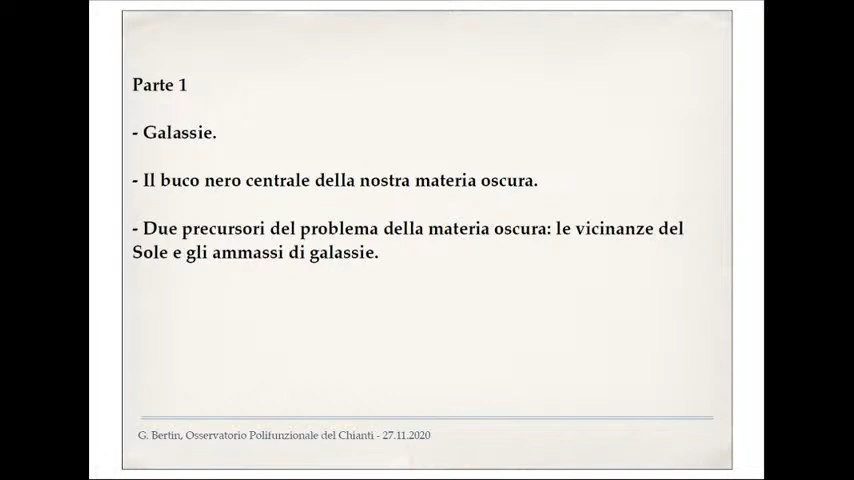 Parte 1
- Galassie.
- Il buco nero centrale della nostra materia oscura.
- Due precursori del problema della materia oscura: le vicinanze del
Sole e gli ammassi di galassie.
G. Bertin, Osservatorio Polifunzionale del Chianti - 27.11.2020